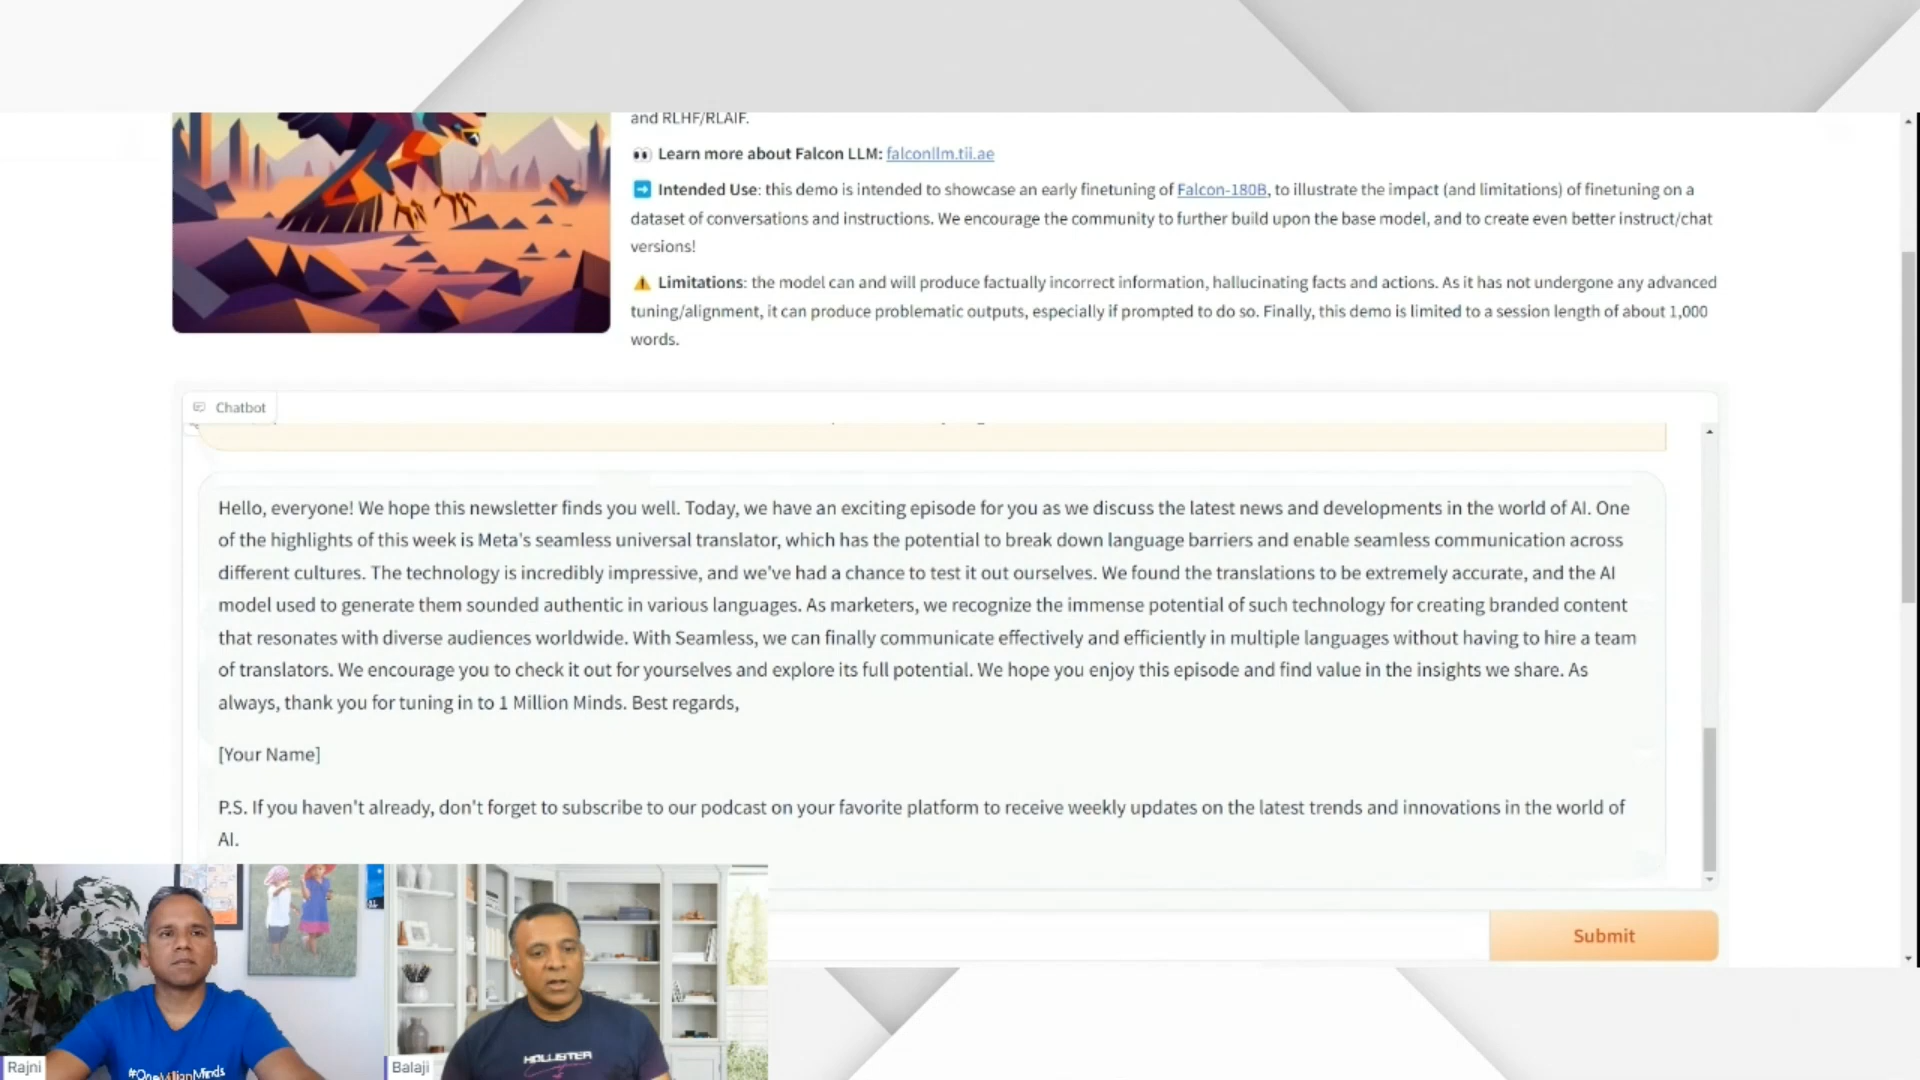 and RLHF/RLAIF.
Learn more about Falcon LLM: falconllm.tii.ae
Intended Use: this demo is intended to showcase an early finetuning of Falcon-180B, to illustrate the impact (and limitations) of finetuning on a
dataset of conversations and instructions. We encourage the community to further build upon the base model, and to create even better instruct/chat
versions!
Limitations: the model can and will produce factually incorrect information, hallucinating facts and actions. As it has not undergone any advanced
tuning/alignment, it can produce problematic outputs, especially if prompted to do so. Finally, this demo is limited to a session length of about 1,000
words.
Chatbot
Hello, everyone! We hope this newsletter finds you well. Today, we have an exciting episode for you as we discuss the latest news and developments in the world of AI. One
of the highlights of this week is Meta's seamless universal translator, which has the potential to break down language barriers and enable seamless communication across
different cultures. The technology is incredibly impressive, and we've had a chance to test it out ourselves. We found the translations to be extremely accurate, and the AI
model used to generate them sounded authentic in various languages. As marketers, we recognize the immense potential of such technology for creating branded content
that resonates with diverse audiences worldwide. With Seamless, we can finally communicate effectively and efficiently in multiple languages without having to hire a team
of translators. We encourage you to check it out for yourselves and explore its full potential. We hope you enjoy this episode and find value in the insights we share. As
always, thank you for tuning in to 1 Million Minds. Best regards,
[Your Name]
P.S. If you haven't already, don't forget to subscribe to our podcast on your favorite platform to receive weekly updates on the latest trends and innovations in the world of
AI.
Submit
HOLLISTER
#OneMillionMinds
Rajni
Balaji